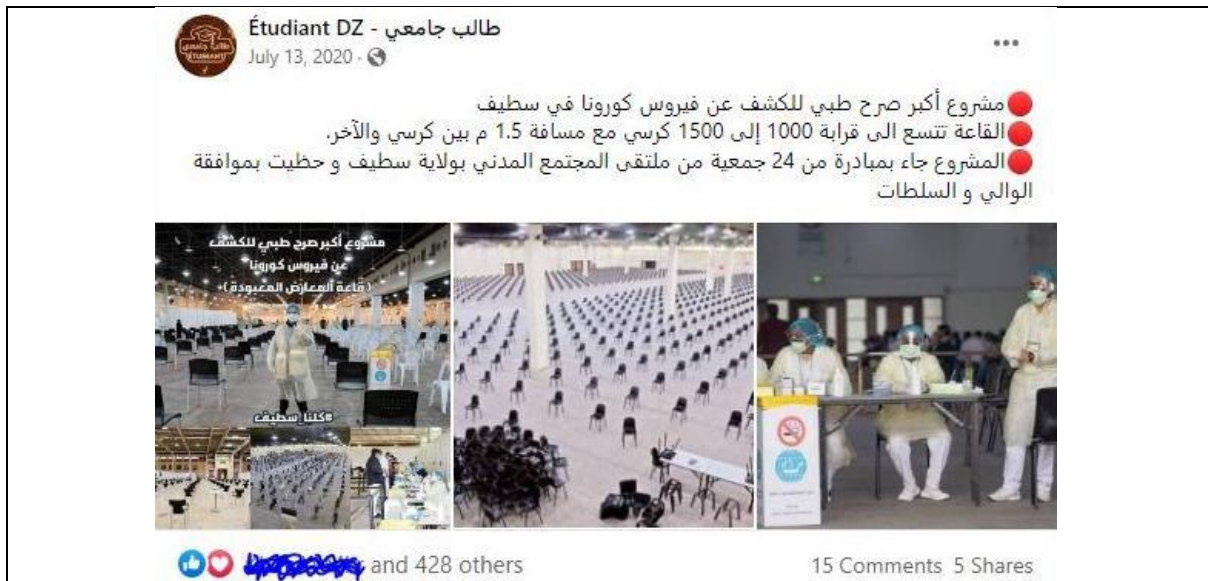 Étudiant DZ - طالب جامعي
July 13, 2020
مشروع أكبر صرح طبي للكشف عن فيروس كورونا في سطيف
القاعة تتسع الى قرابة 1000 إلى 1500 كرسي مع مسافة 1.5 م بين كرسي والآخر.
المشروع جاء بمبادرة من 24 جمعية من ملتقى المجتمع المدني بولاية سطيف و حظيت بموافقة
الوالي و السلطات
مشروع أكبر صرح طبي للكشف
عن فيروس كورونا
(قاعة المعارض المعبودة)
#كلنا_سطيف
and 428 others
15 Comments 5 Shares